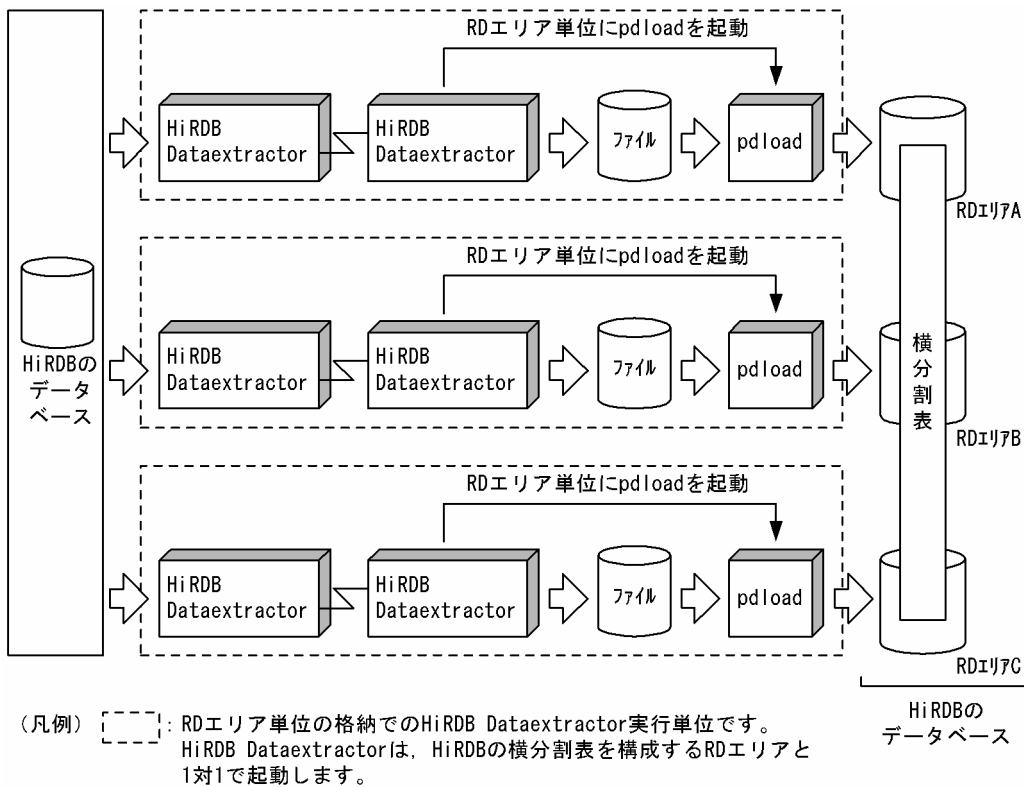 RDエリア単位にpdloadを起動
HiRDB
Dataextractor
HiRDB
Dataextractor
ファイル
pdload
RDエリアA
RDエリア単位にpdloadを起動
HiRDB
Dataextractor
HiRDB
Dataextractor
ファイル
pdload
RDエリアB
HiRDBの
データ
ベース
横分割表
RDエリア単位にpdloadを起動
HiRDB
Dataextractor
HiRDB
Dataextractor
ファイル
pdload
RDエリアC
HiRDBの
データベース
(凡例) : RDエリア単位の格納でのHiRDB Dataextractor実行単位です。
HiRDB Dataextractorは，HiRDBの横分割表を構成するRDエリアと
1対1で起動します。